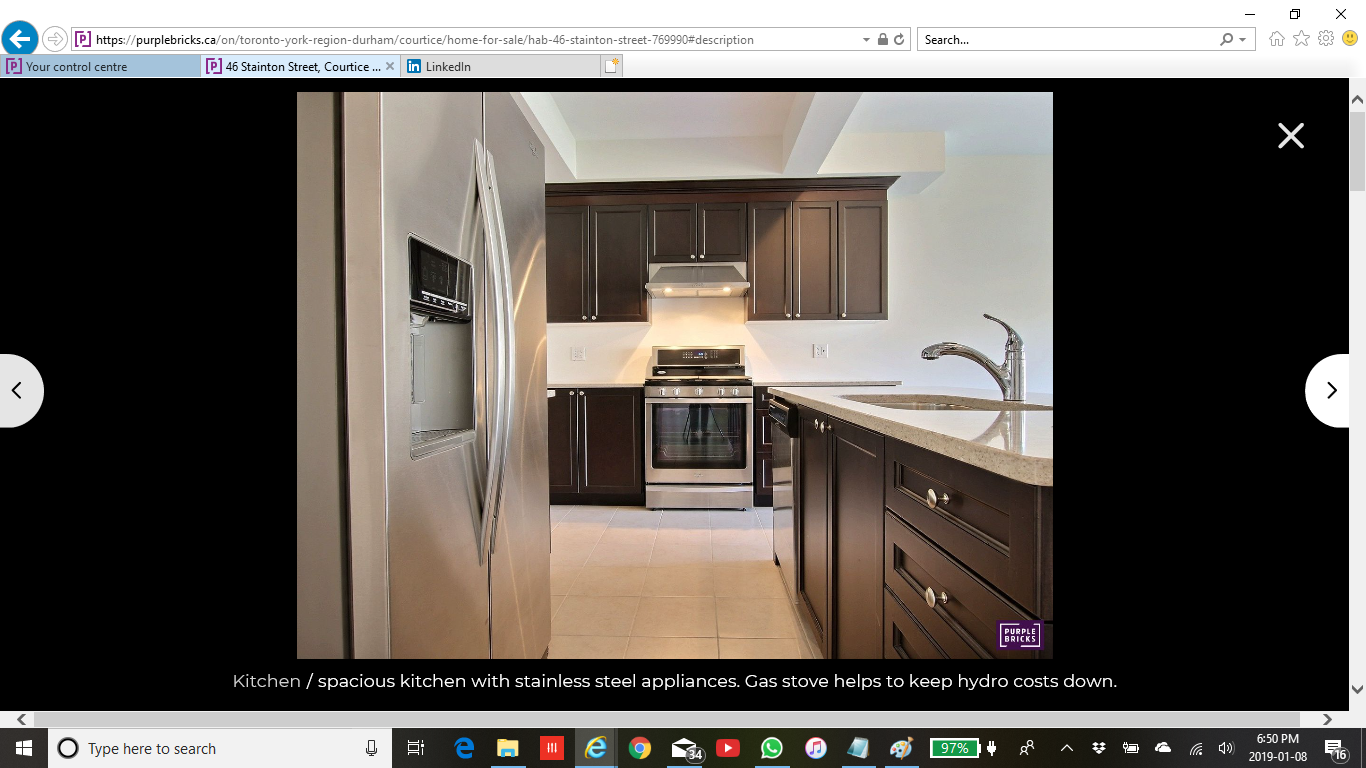 https://purplebricks.ca/on/toronto-york-region-durham/courtice/home-for-sale/hab-46-stainton-street-769990#description
Search...
Your control centre
46 Stainton Street, Courtice ...
LinkedIn
PURPLE
BRICKS
Kitchen / spacious kitchen with stainless steel appliances. Gas stove helps to keep hydro costs down.
Type here to search
34
97%
6:50 PM
2019-01-08
16